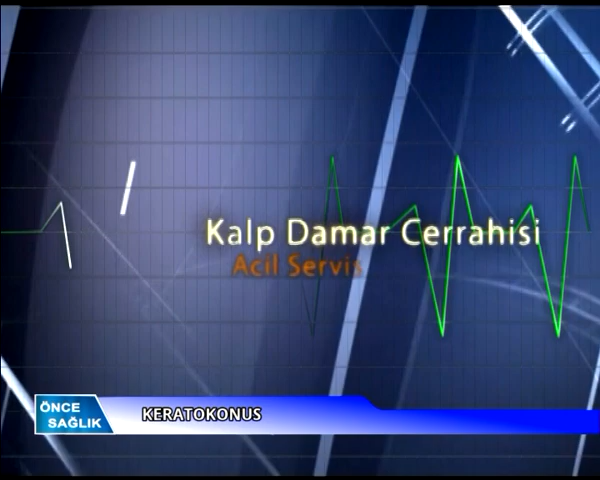 Kalp Damar Cerrahisi
Acil Servis
ÖNCE
SAĞLIK
KERATOKONUS